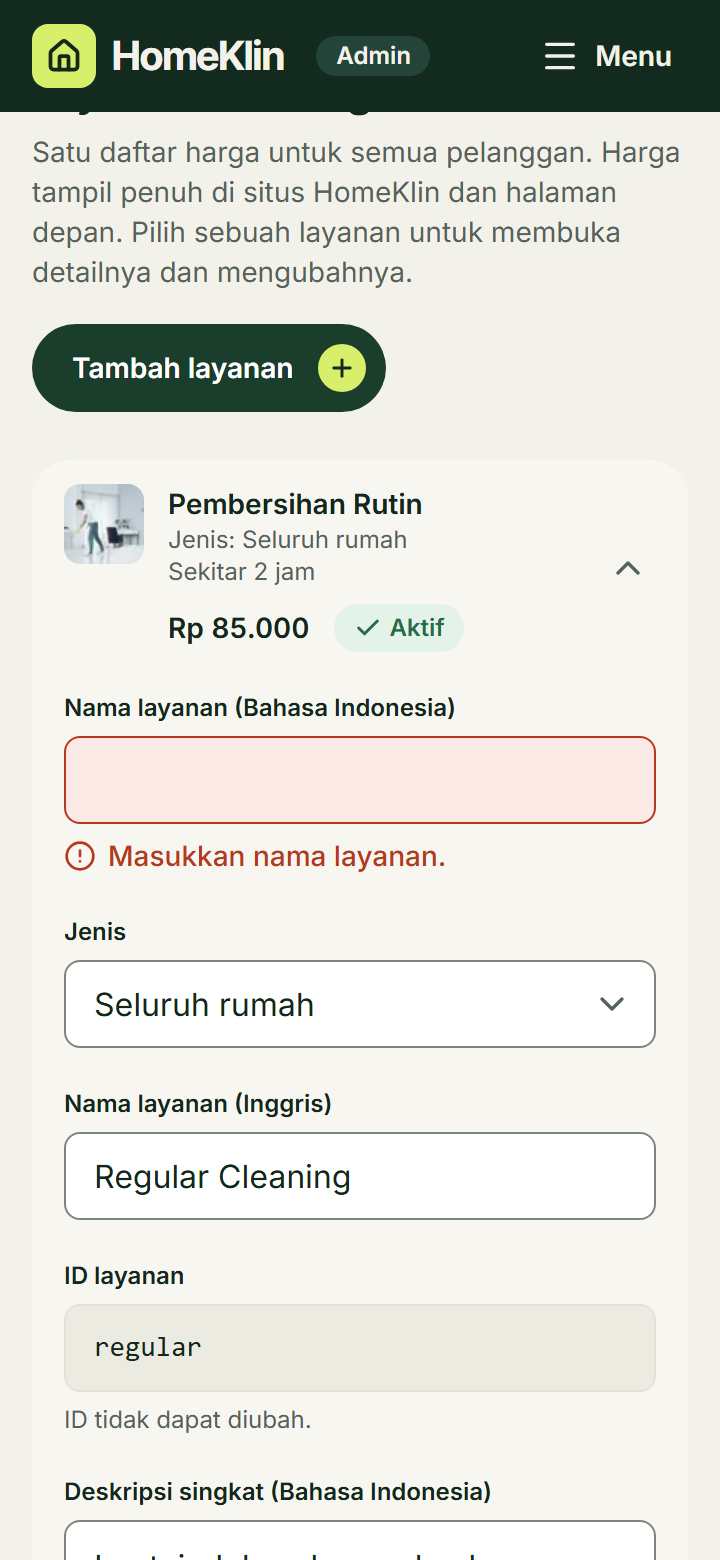 HomeKlin
Admin
Menu
Satu daftar harga untuk semua pelanggan. Harga
tampil penuh di situs HomeKlin dan halaman
depan. Pilih sebuah layanan untuk membuka
detailnya dan mengubahnya.
Tambah layanan
Pembersihan Rutin
Jenis: Seluruh rumah
Sekitar 2 jam
Rp 85.000
Aktif
Nama layanan (Bahasa Indonesia)
Masukkan nama layanan.
Jenis
Seluruh rumah
Nama layanan (Inggris)
Regular Cleaning
ID layanan
regular
ID tidak dapat diubah.
Deskripsi singkat (Bahasa Indonesia)